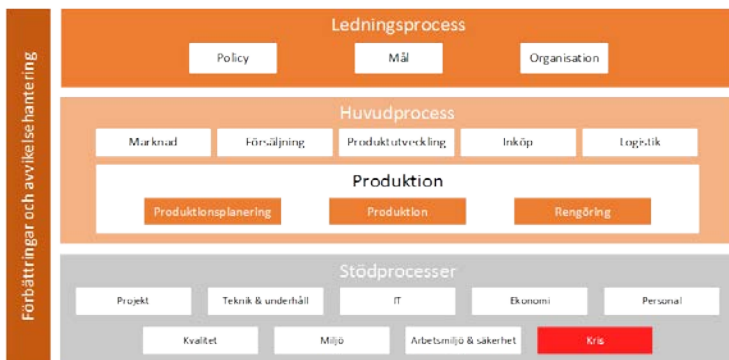 Förbättringar och avvikelsehantering
Ledningsprocess
Policy
Mål
Organisation
Huvudprocess
Marknad
Försäljning
Produktutveckling
Inköp
Logistik
Produktion
Produktionsplanering
Produktion
Rengöring
Stödprocesser
Projekt
Teknik & underhåll
IT
Ekonomi
Personal
Kvalitet
Miljö
Arbetsmiljö & säkerhet
Kris